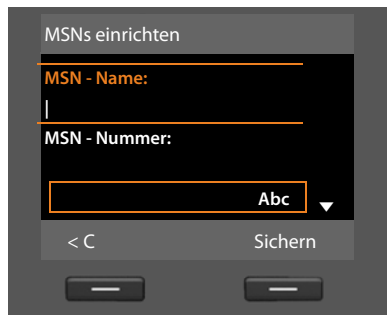 MSNs einrichten
MSN - Name:
MSN - Nummer:
Abc
< C Sichern